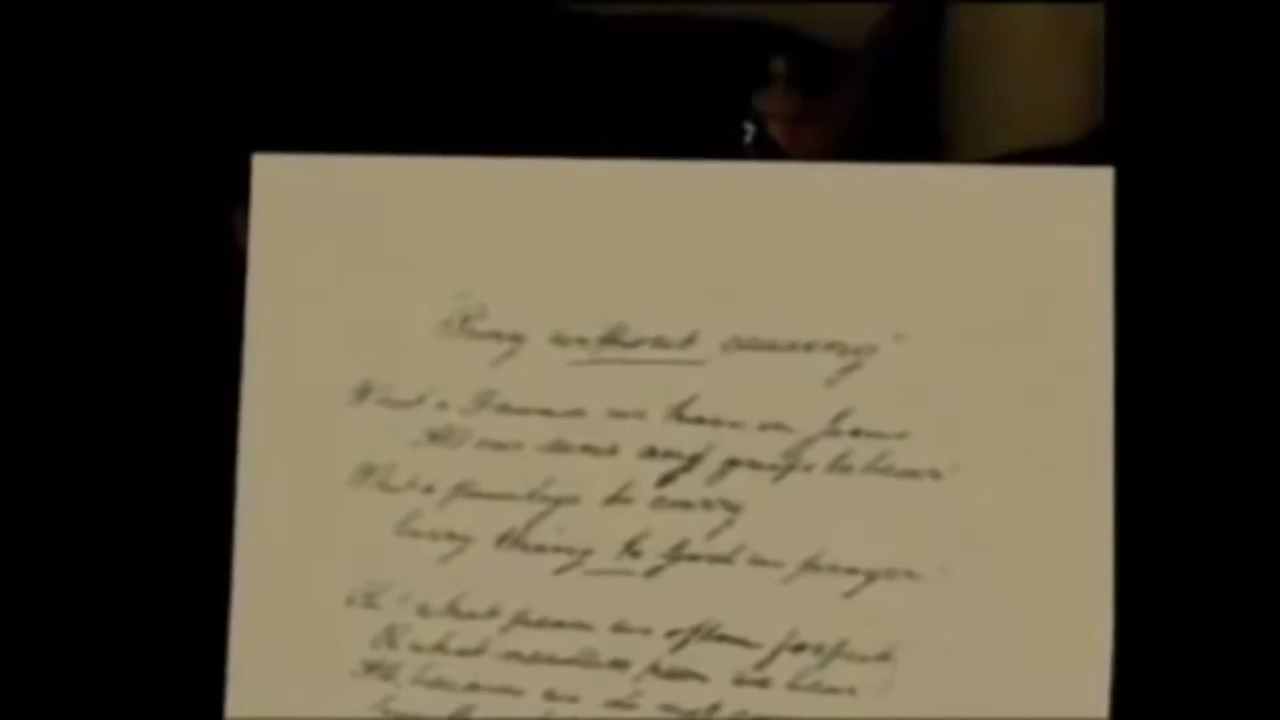 "Pray without ceasing"
What a Friend we have in Jesus
All our sins and griefs to bear
What a privilege to carry
Every thing to God in prayer
Oh! what peace we often forfeit
Oh what needless pain we bear
All because we do not carry